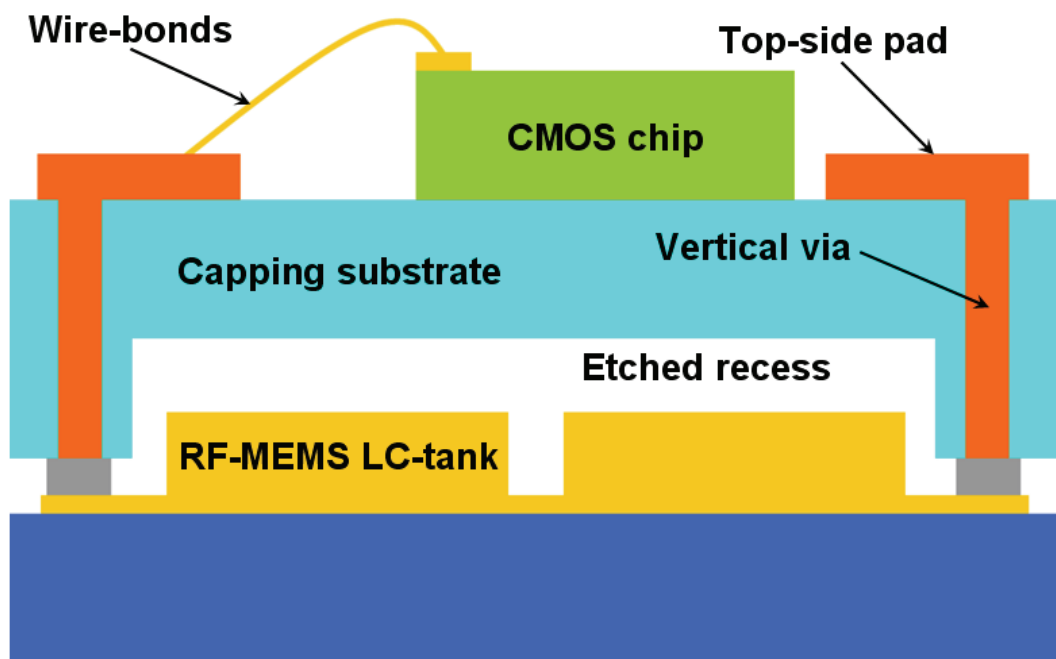 Wire-bonds
Top-side pad
CMOS chip
Vertical via
Capping substrate
Etched recess
RF-MEMS LC-tank